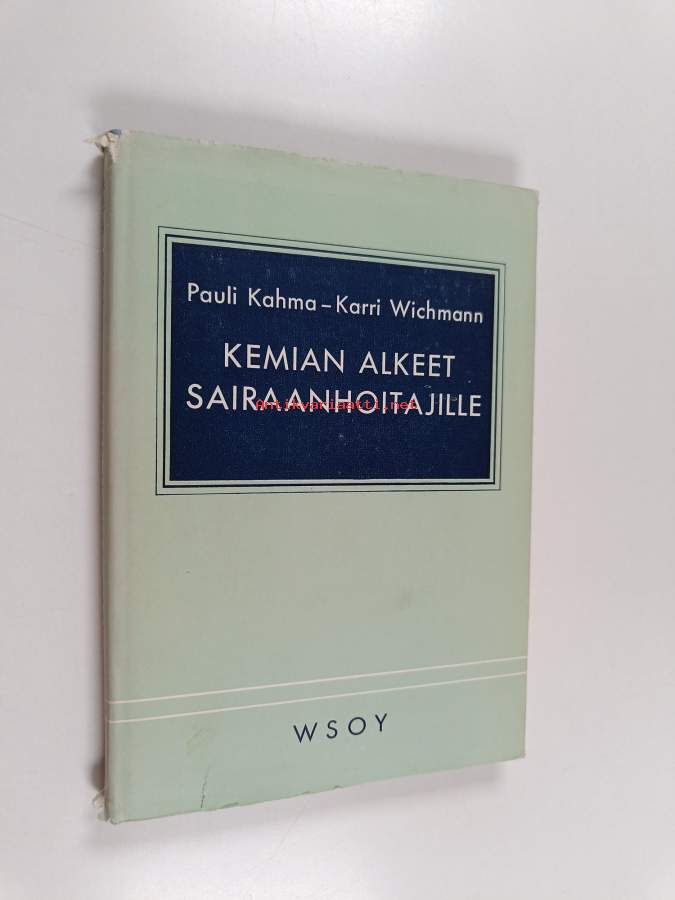 Pauli Kahma – Karri Wichmann
KEMIAN ALKEET
SAIRAANHOITAJILLE
Antikvariaatti.net
WSOY